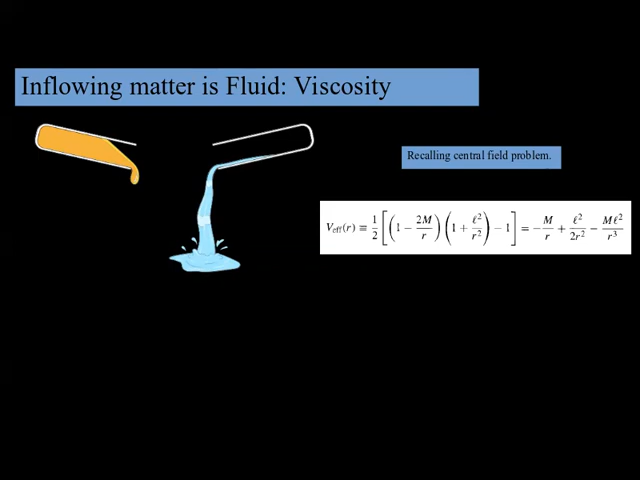 Inflowing matter is Fluid: Viscosity
Recalling central field problem.
V_eff(r) ≡ 1/2 [ ( 1 − 2M/r ) ( 1 + ℓ²/r² ) − 1 ] = − M/r + ℓ²/2r² − Mℓ²/r³